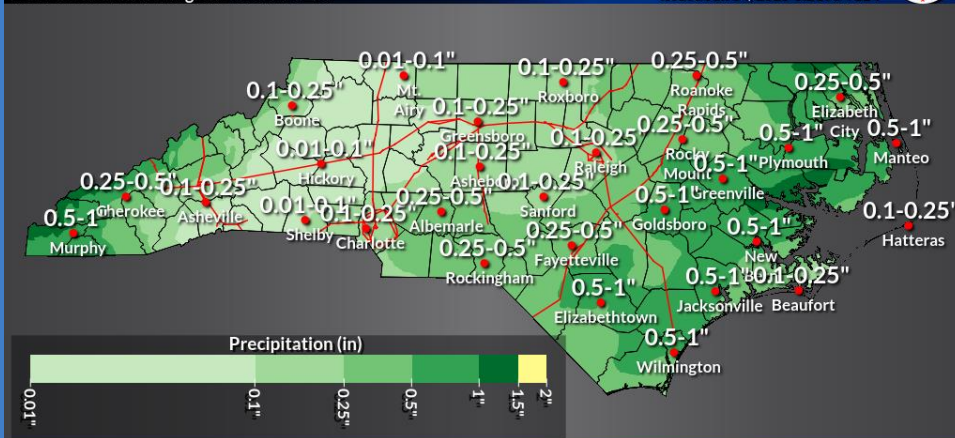 0.01-0.1"
Mt.
Airy
0.1-0.25"
Roxboro
0.25-0.5"
Roanoke
Rapids
0.25-0.5"
Elizabeth
City
0.1-0.25"
Boone
0.1-0.25"
Greensboro
0.1-0.25"
Raleigh
0.25-0.5"
Rocky
Mount
0.5-1"
Plymouth
0.5-1"
Manteo
0.01-0.1"
Hickory
0.1-0.25"
Asheboro
0.5-1"
Greenville
0.25-0.5"
Cherokee
0.1-0.25"
Asheville
0.01-0.1"
Shelby
0.1-0.25"
Charlotte
0.25-0.5"
Albemarle
0.1-0.25"
Sanford
0.5-1"
Goldsboro
0.1-0.25"
Hatteras
0.5-1"
Murphy
0.25-0.5"
Rockingham
0.25-0.5"
Fayetteville
0.5-1"
New
Bern
0.5-1"
Elizabethtown
0.5-1"
Jacksonville
0.1-0.25"
Beaufort
0.5-1"
Wilmington
Precipitation (in)
0.01"
0.1"
0.25"
0.5"
1"
1.5"
2"